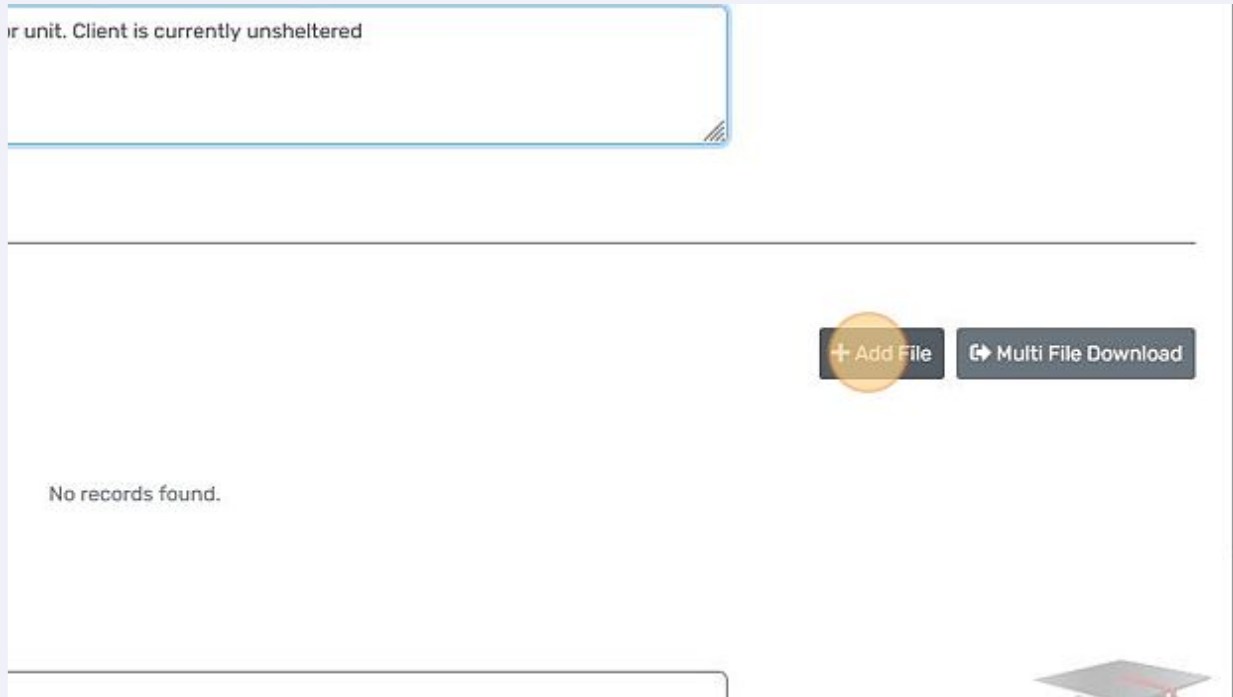 unit. Client is currently unsheltered
+ Add File
Multi File Download
No records found.